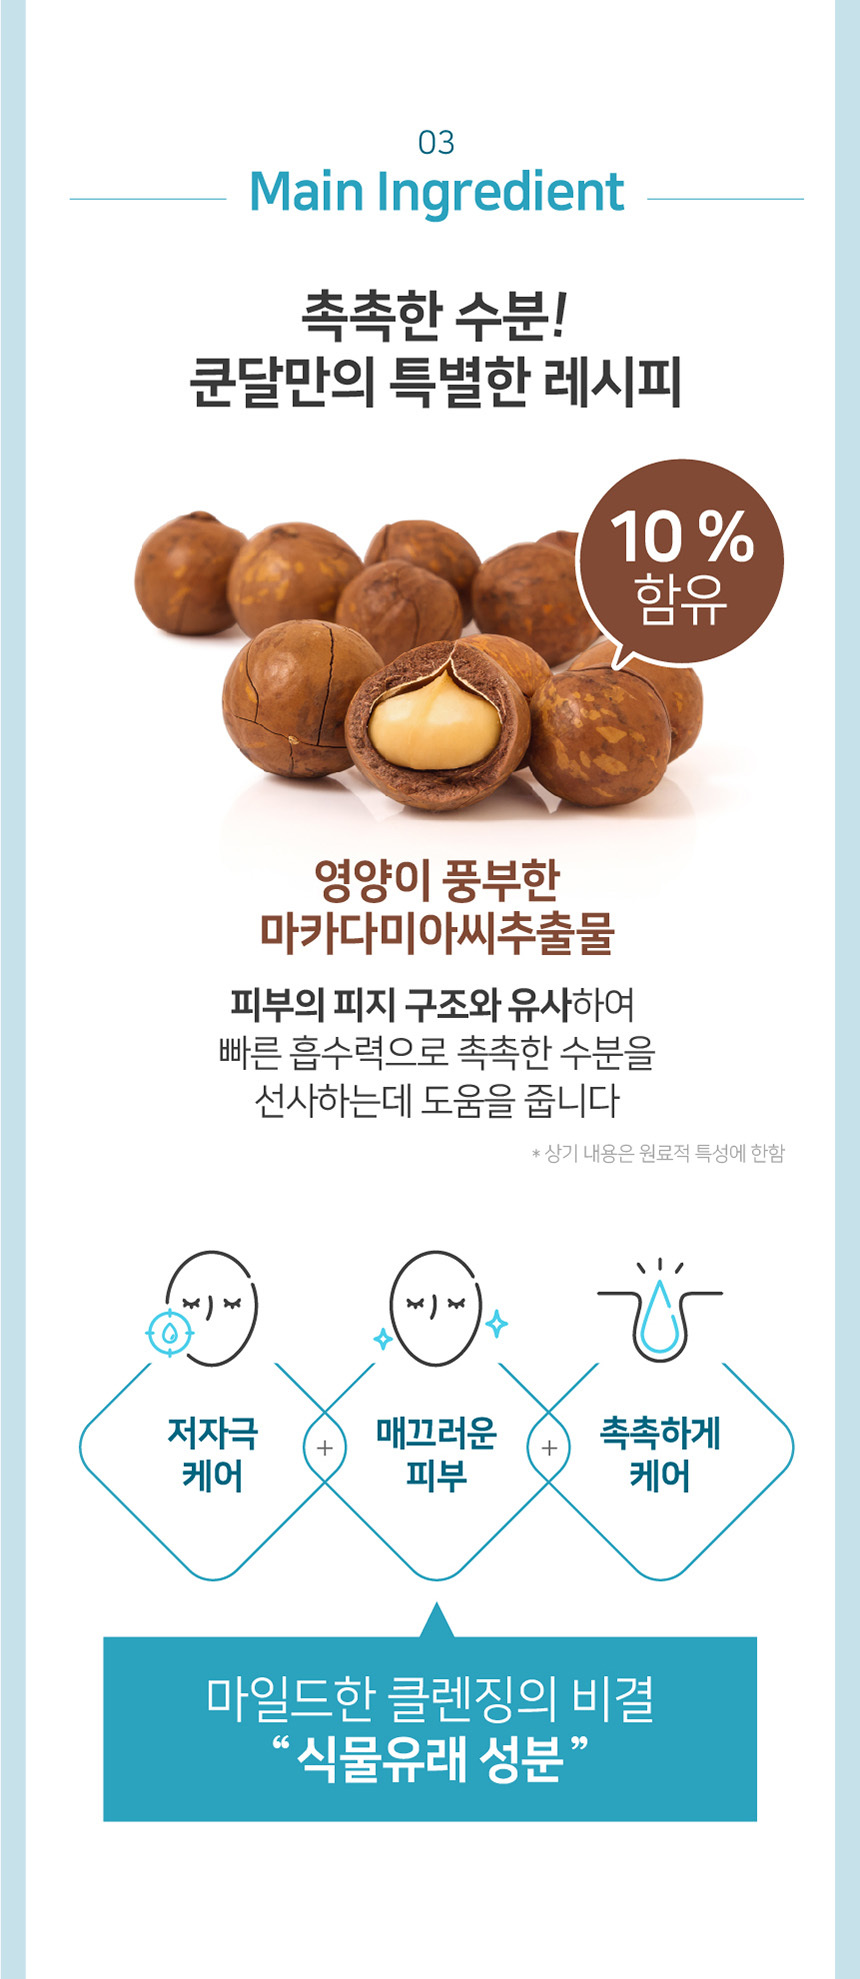 03
Main Ingredient
촉촉한 수분!
쿤달만의 특별한 레시피
10 %
함유
영양이 풍부한
마카다미아씨추출물
피부의 피지 구조와 유사하여
빠른 흡수력으로 촉촉한 수분을
선사하는데 도움을 줍니다
* 상기 내용은 원료적 특성에 한함
저자극
케어
+
매끄러운
피부
+
촉촉하게
케어
마일드한 클렌징의 비결
“식물유래 성분”